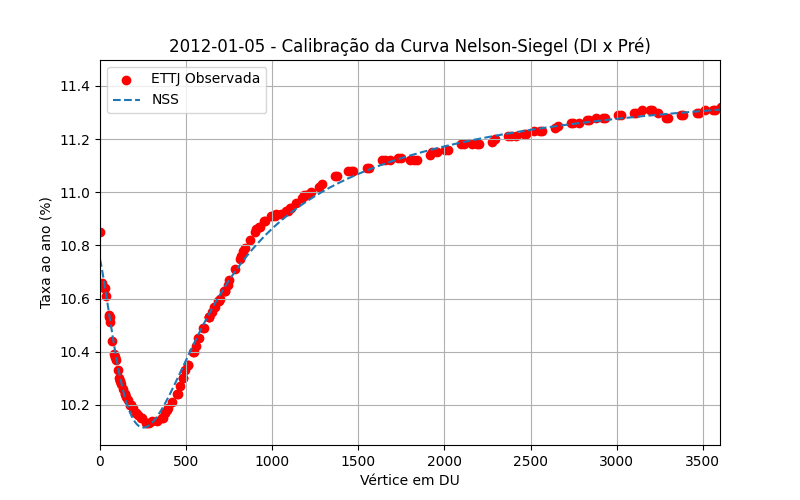 2012-01-05 - Calibração da Curva Nelson-Siegel (DI x Pré)
ETTJ Observada
NSS
Taxa ao ano (%)
11.4
11.2
11.0
10.8
10.6
10.4
10.2
0 500 1000 1500 2000 2500 3000 3500
Vértice em DU